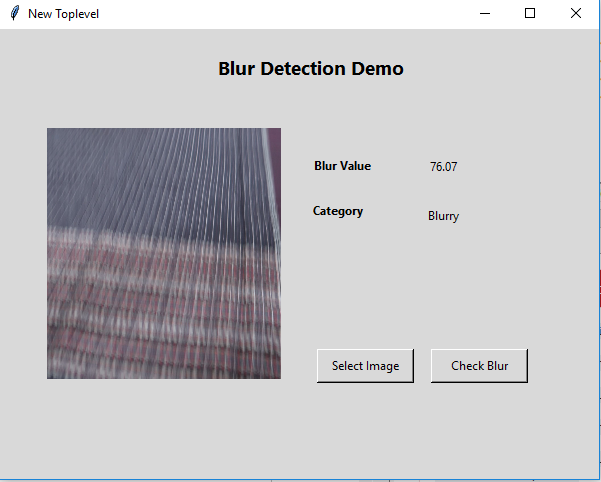 New Toplevel
Blur Detection Demo
Blur Value 76.07
Category Blurry
Select Image Check Blur